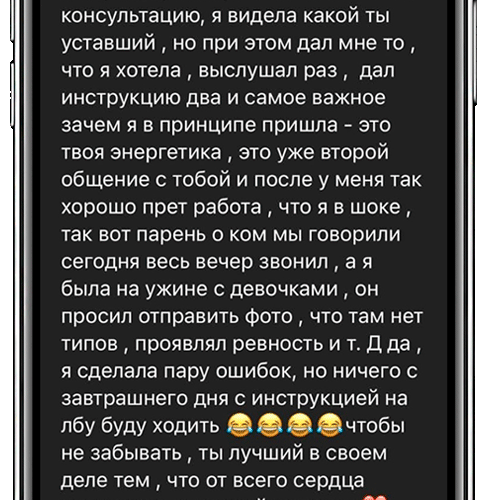 консультацию, я видела какой ты
уставший , но при этом дал мне то ,
что я хотела , выслушал раз , дал
инструкцию два и самое важное
зачем я в принципе пришла - это
твоя энергетика , это уже второй
общение с тобой и после у меня так
хорошо прет работа , что я в шоке ,
так вот парень о ком мы говорили
сегодня весь вечер звонил , а я
была на ужине с девочками , он
просил отправить фото , что там нет
типов , проявлял ревность и т. Д да ,
я сделала пару ошибок, но ничего с
завтрашнего дня с инструкцией на
лбу буду ходить 😂😂😂😂чтобы
не забывать , ты лучший в своем
деле тем , что от всего сердца